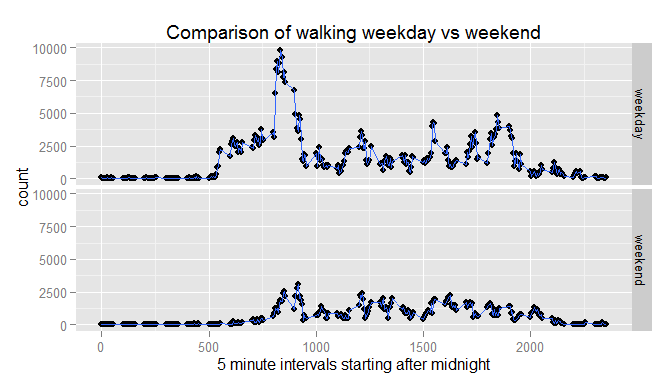 Comparison of walking weekday vs weekend
count
10000
7500
5000
2500
0
weekday
10000
7500
5000
2500
0
weekend
0 500 1000 1500 2000
5 minute intervals starting after midnight